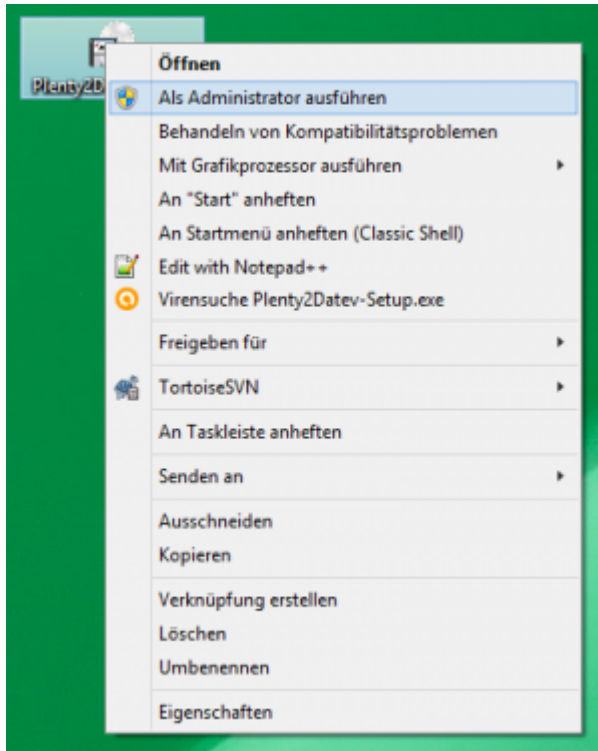 Plenty2D
Öffnen
Als Administrator ausführen
Behandeln von Kompatibilitätsproblemen
Mit Grafikprozessor ausführen
An "Start" anheften
An Startmenü anheften (Classic Shell)
Edit with Notepad++
Virensuche Plenty2Datev-Setup.exe
Freigeben für
TortoiseSVN
An Taskleiste anheften
Senden an
Ausschneiden
Kopieren
Verknüpfung erstellen
Löschen
Umbenennen
Eigenschaften